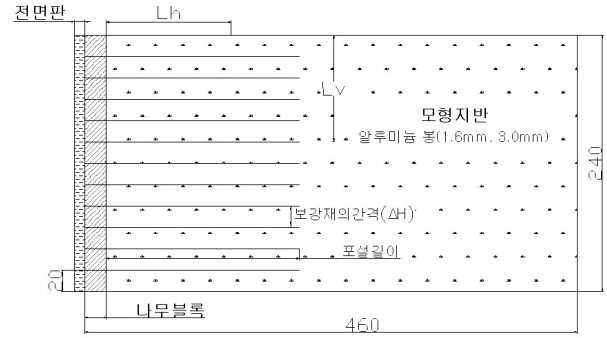 전면판
Lh
Lv
모형지반
알루미늄 봉(1.6mm, 3.0mm)
240
보강재의간격(ΔH)
포설길이
20
나무블록
460